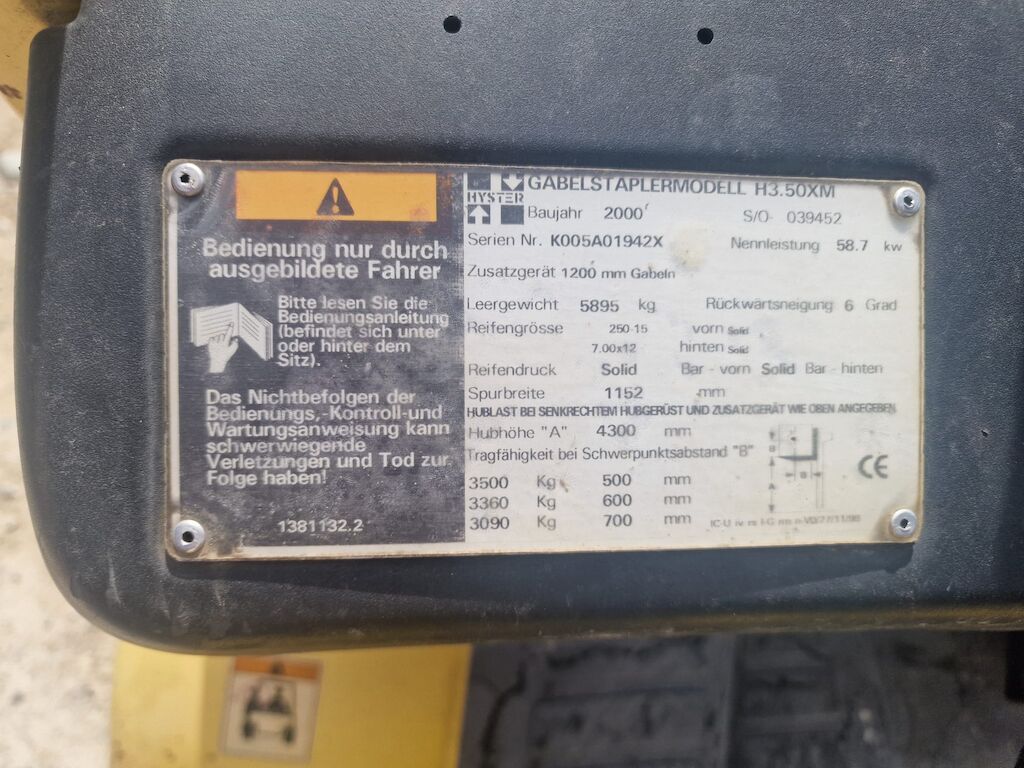 Bedienung nur durch
ausgebildete Fahrer
Bitte lesen Sie die
Bedienungsanleitung
(befindet sich unter
oder hinter dem
Sitz).
Das Nichtbefolgen der
Bedienungs,-Kontroll-und
Wartungsanweisung kann
schwerwiegende
Verletzungen und Tod zur
Folge haben!
1381132.2
HYSTER
GABELSTAPLERMODELL H3.50XM
Baujahr 2000 S/O- 039452
Serien Nr. K005A01942X Nennleistung 58.7 kw
Zusatzgerät 1200 mm Gabeln
Leergewicht 5895 kg Rückwärtsneigung 6 Grad
Reifengrösse 250-15 vorn Solid
7.00x12 hinten Solid
Reifendruck Solid Bar - vorn Solid Bar - hinten
Spurbreite 1152 mm
HUBLAST BEI SENKRECHTEM HUBGERÜST UND ZUSATZGERÄT WIE OBEN ANGEGEBEN
Hubhöhe "A" 4300 mm
Tragfähigkeit bei Schwerpunktsabstand "B"
3500 Kg 500 mm
3360 Kg 600 mm
3090 Kg 700 mm
B
A
B
CE